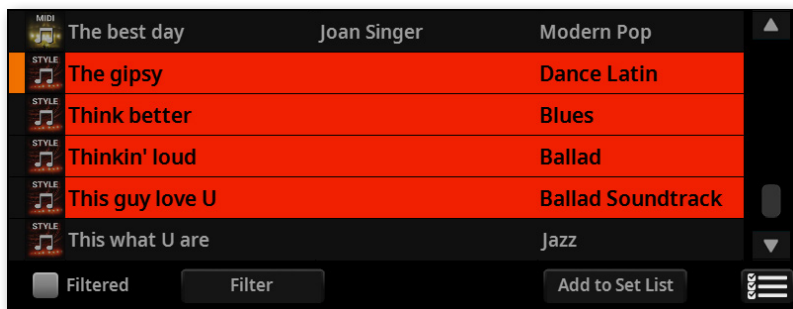 MIDI
The best day Joan Singer Modern Pop
STYLE
The gipsy Dance Latin
STYLE
Think better Blues
STYLE
Thinkin' loud Ballad
STYLE
This guy love U Ballad Soundtrack
STYLE
This what U are Jazz
Filtered Filter Add to Set List